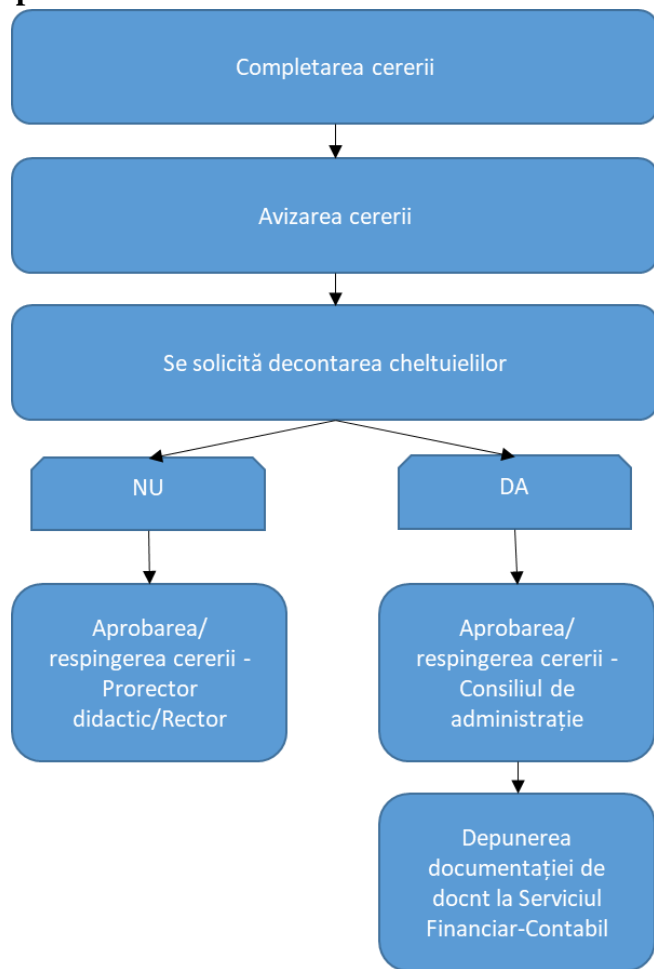 Completarea cererii
Avizarea cererii
Se solicită decontarea cheltuielilor
NU
DA
Aprobarea/
respingerea cererii -
Prorector
didactic/Rector
Aprobarea/
respingerea cererii -
Consiliul de
administrație
Depunerea
documentației de
docnt la Serviciul
Financiar-Contabil